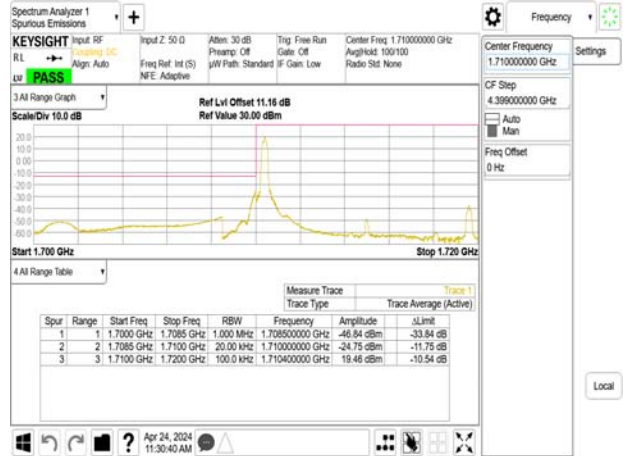 Spectrum Analyzer 1
Spurious Emissions
Frequency
KEYSIGHT
RL
PASS
Input: RF
Coupling: DC
Align: Auto
Input Z: 50 Ω
Freq Ref: Int (S)
NFE: Adaptive
Atten: 30 dB
Preamp: Off
µW Path: Standard
Trig: Free Run
Gate: Off
IF Gain: Low
Center Freq: 1.710000000 GHz
Avg|Hold: 100/100
Radio Std: None
Center Frequency
1.710000000 GHz
Settings
CF Step
4.399000000 GHz
Auto
Man
Freq Offset
0 Hz
3 All Range Graph
Scale/Div 10.0 dB
Ref Lvl Offset 11.16 dB
Ref Value 30.00 dBm
20.0
10.0
0.00
-10.0
-20.0
-30.0
-40.0
-50.0
-60.0
Start 1.700 GHz
Stop 1.720 GHz
4 All Range Table
Measure Trace Trace 1
Trace Type Trace Average (Active)
Spur Range Start Freq Stop Freq RBW Frequency Amplitude ΔLimit
1 1 1.7000 GHz 1.7085 GHz 1.000 MHz 1.708500000 GHz -46.84 dBm -33.84 dB
2 2 1.7085 GHz 1.7100 GHz 20.00 kHz 1.710000000 GHz -24.75 dBm -11.75 dB
3 3 1.7100 GHz 1.7200 GHz 100.0 kHz 1.710400000 GHz 19.46 dBm -10.54 dB
Local
Apr 24, 2024
11:30:40 AM